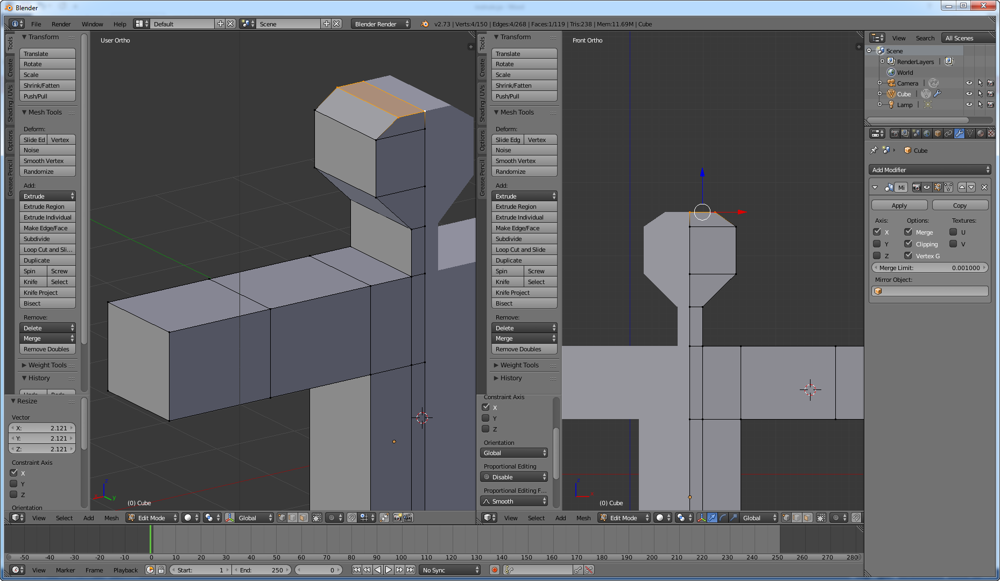 Blender
File Render Window Help Default Scene Blender Render v2.73 | Verts:4/150 | Edges:4/268 | Faces:1/119 | Tris:238 | Mem:11.69M | Cube
Tools
Create
Shading / UVs
Options
Grease Pencil
Transform
Translate
Rotate
Scale
Shrink/Fatten
Push/Pull
Mesh Tools
Deform:
Slide Ed Vertex
Noise
Smooth Vertex
Randomize
Add:
Extrude
Extrude Region
Extrude Individual
Make Edge/Face
Subdivide
Loop Cut and Sli...
Duplicate
Spin Screw
Knife Select
Knife Project
Bisect
Remove:
Delete
Merge
Remove Doubles
Weight Tools
History
Undo Redo
Resize
Vector
X: 2.121
Y: 2.121
Z: 2.121
Constraint Axis
X
Y
Z
Orientation
User Ortho
z
y
(0) Cube
View Select Add Mesh Edit Mode Global
Tools
Create
Shading / UVs
Options
Grease Pencil
Transform
Translate
Rotate
Scale
Shrink/Fatten
Push/Pull
Mesh Tools
Deform:
Slide Edg Vertex
Noise
Smooth Vertex
Randomize
Add:
Extrude
Extrude Region
Extrude Individual
Make Edge/Face
Subdivide
Loop Cut and Slide
Duplicate
Spin Screw
Knife Select
Knife Project
Bisect
Remove:
Delete
Merge
Remove Doubles
Weight Tools
History
Constraint Axis
X
Y
Z
Orientation
Global
Proportional Editing
Disable
Proportional Editing F...
Smooth
Front Ortho
z
x
(0) Cube
View Select Add Mesh Edit Mode Global
View Search All Scenes
Scene
RenderLayers |
World
Camera |
Cube |
Lamp |
Cube
Add Modifier
Mi
Apply Copy
Axis: Options: Textures:
X Merge U
Y Clipping V
Z Vertex G
Merge Limit: 0.001000
Mirror Object:
-50 -40 -30 -20 -10 0 10 20 30 40 50 60 70 80 90 100 110 120 130 140 150 160 170 180 190 200 210 220 230 240 250 260 270 280
View Marker Frame Playback Start: 1 End: 250 0 No Sync